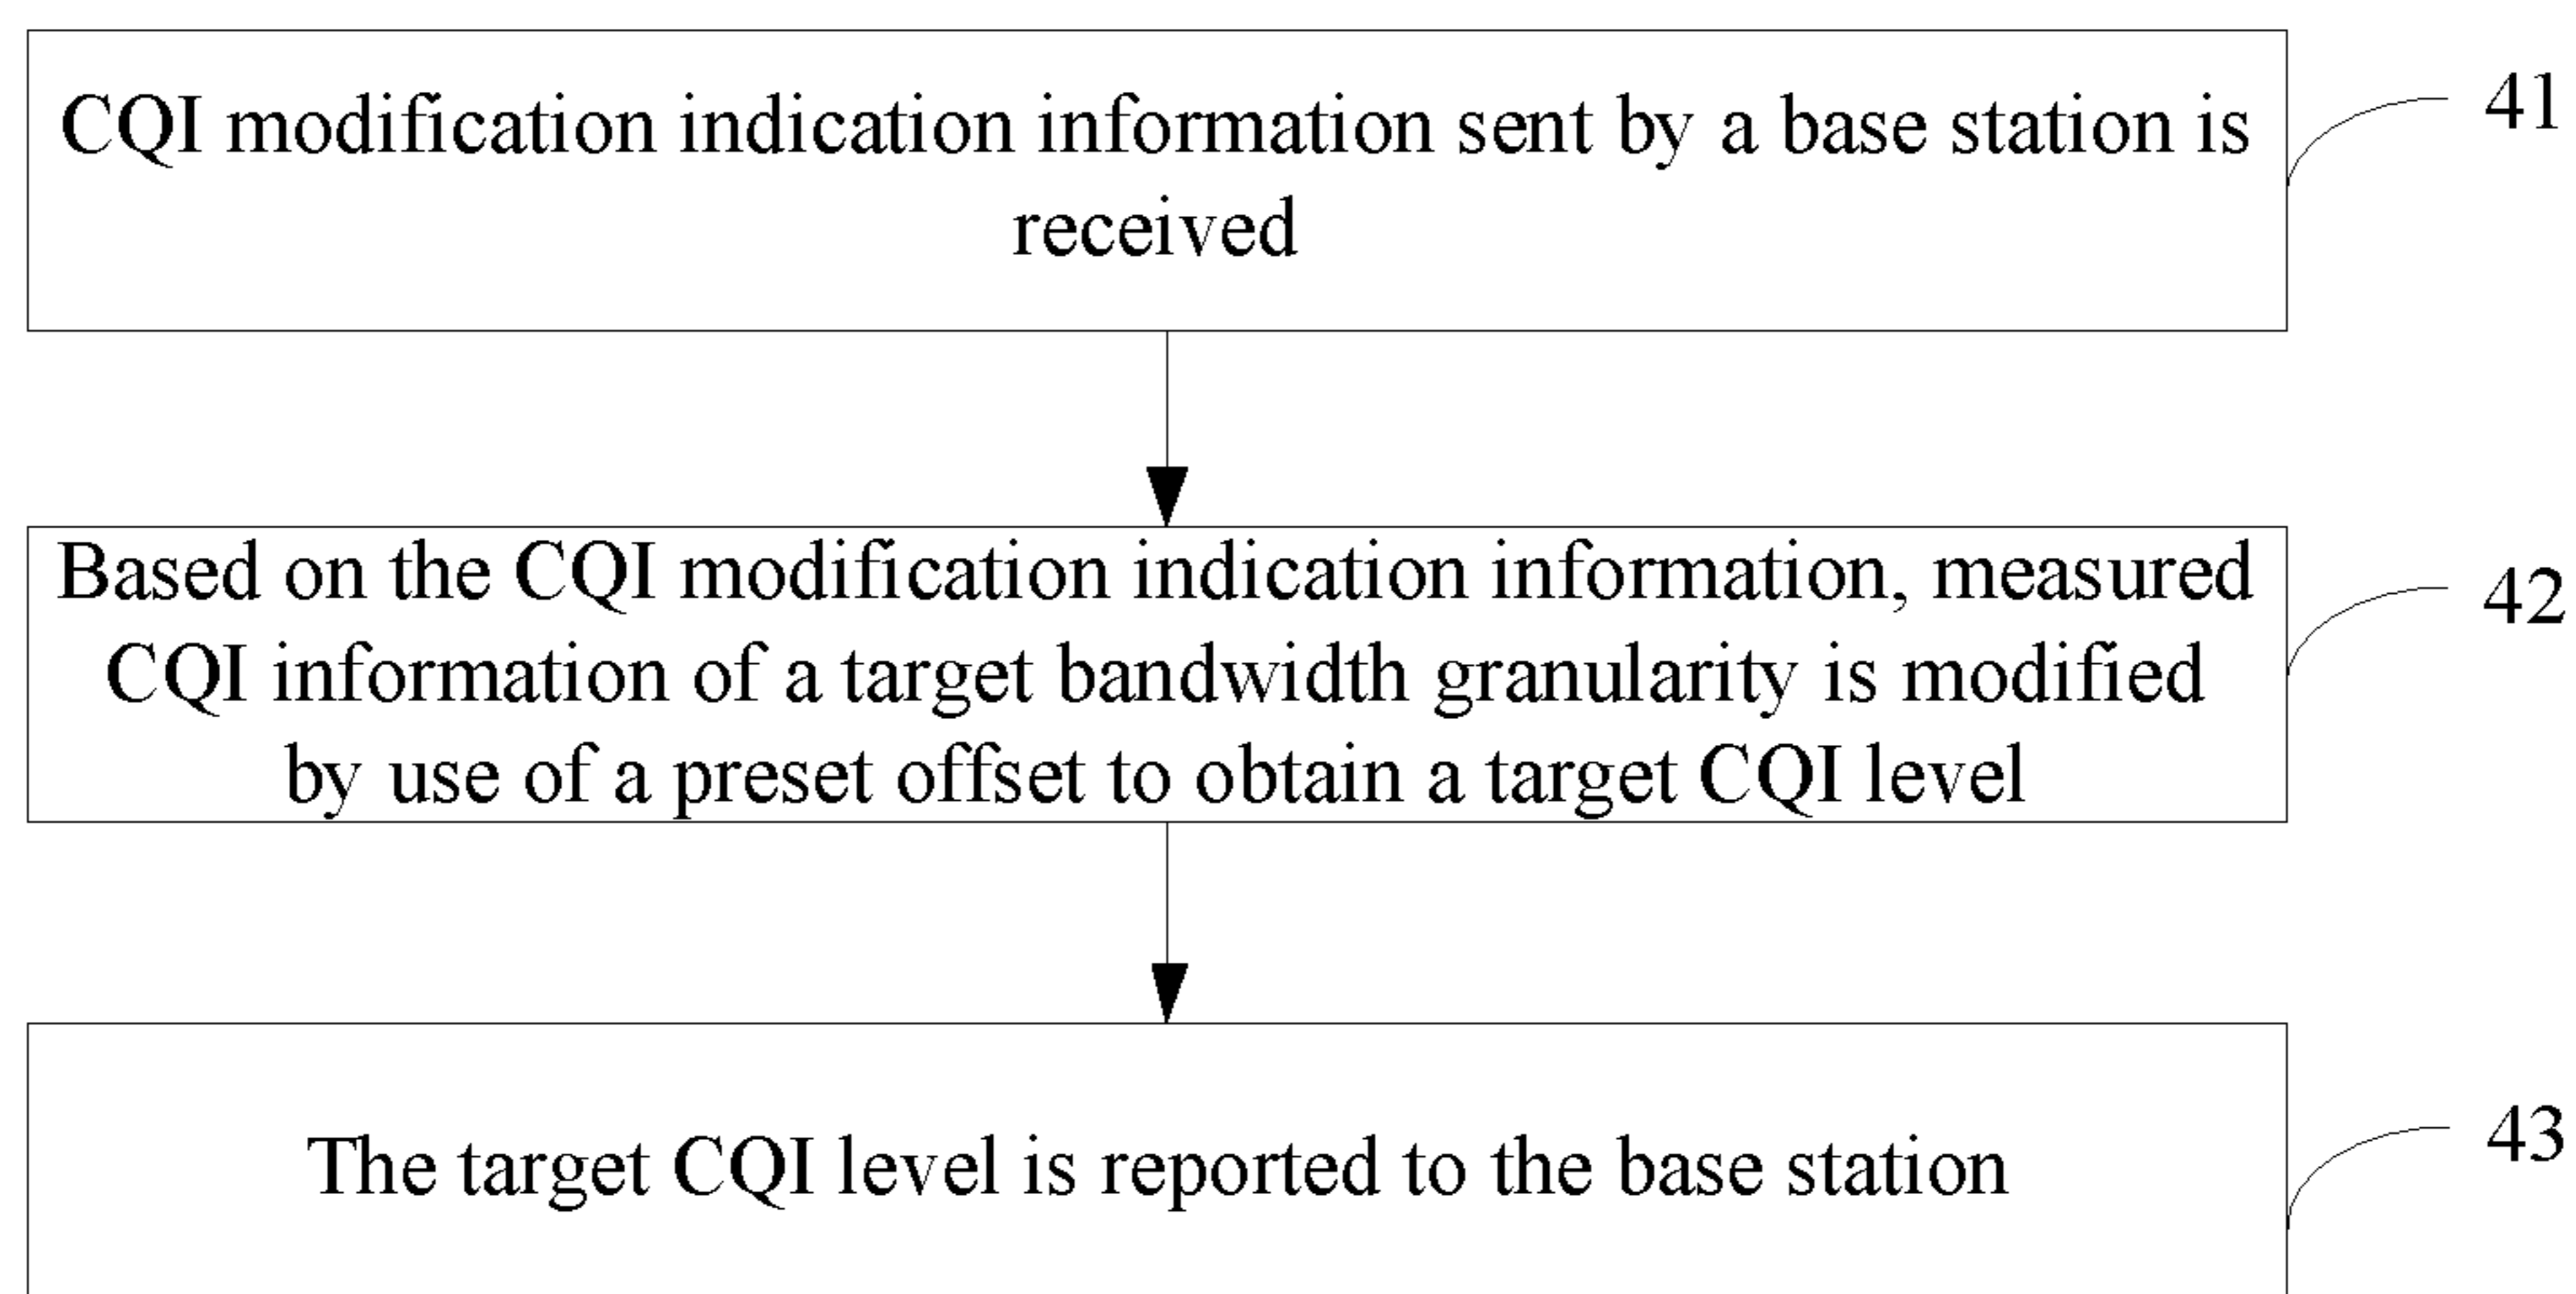 CQI modification indication information sent by a base station is
received
41
Based on the CQI modification indication information, measured
CQI information of a target bandwidth granularity is modified
by use of a preset offset to obtain a target CQI level
42
The target CQI level is reported to the base station
43